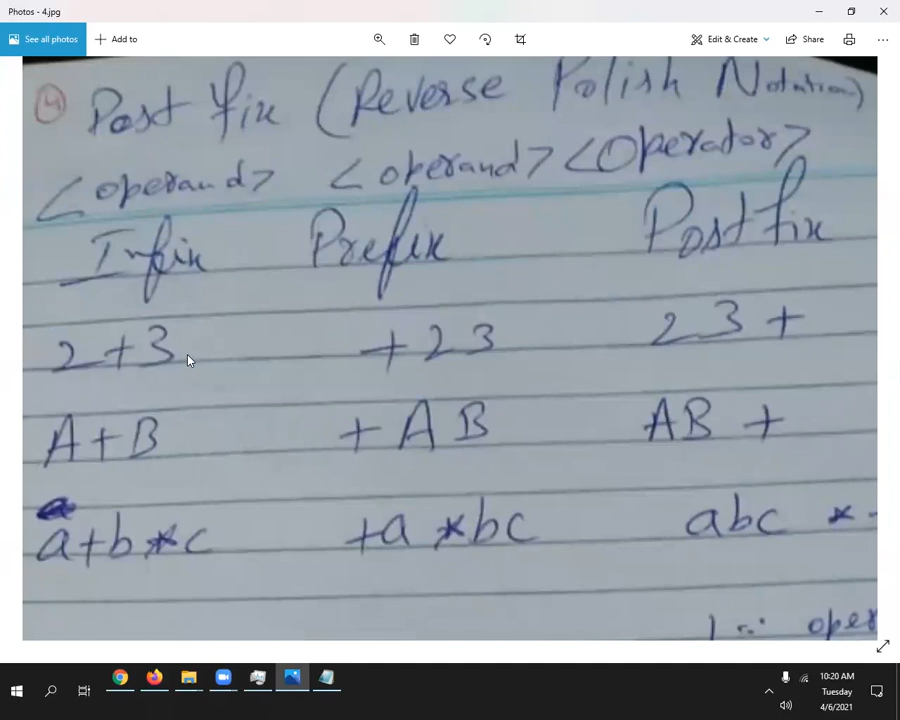 Photos - 4.jpg
See all photos
Add to
Edit & Create
Share
4
Post fix (Reverse Polish Notation)
<operand> <operand> <Operator>
Infix Prefix Postfix
2+3 +23 23+
A+B +AB AB+
a+b*c +a*bc abc *
oper
10:20 AM
Tuesday
4/6/2021